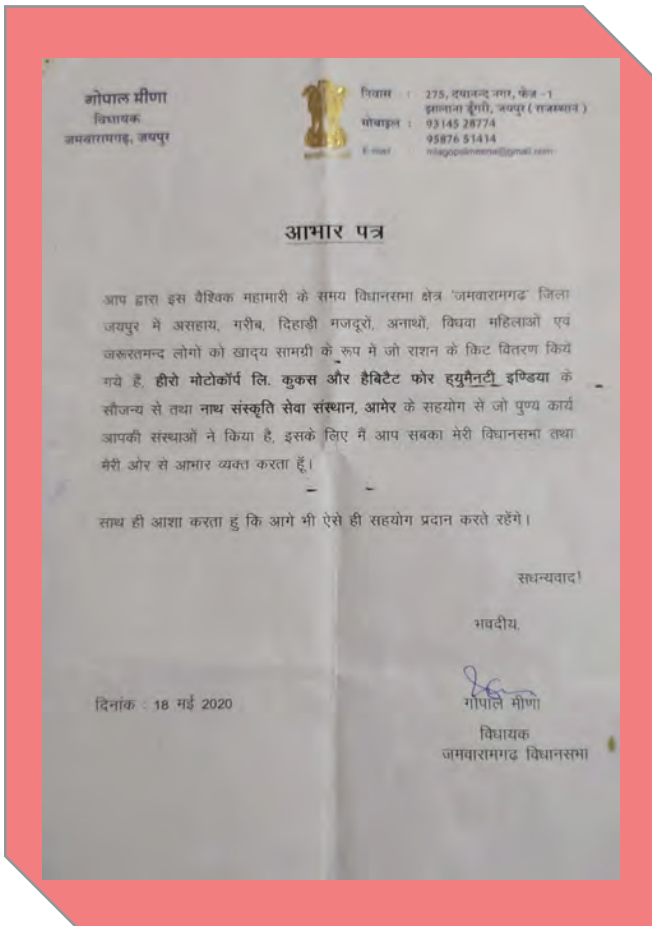 गोपाल मीणा
विधायक
जमवारामगढ़, जयपुर
निवास : 275, दयानन्द नगर, फेज -1
झालाना डूँगरी, जयपुर ( राजस्थान )
मोबाइल : 93145 28774
95876 51414
E-mail : mlagopalmeena@gmail.com
आभार पत्र
आप द्वारा इस वैश्विक महामारी के समय विधानसभा क्षेत्र 'जमवारामगढ' जिला
जयपुर में असहाय, गरीब, दिहाड़ी मजदूरों, अनाथों, विधवा महिलाओं एवं
जरूरतमन्द लोगों को खाद्य सामग्री के रूप में जो राशन के किट वितरण किये
गये है, हीरो मोटोकॉर्प लि. कुकस और हैबिटैट फोर ह्युमैनटी इण्डिया के
सौजन्य से तथा नाथ संस्कृति सेवा संस्थान, आमेर के सहयोग से जो पुण्य कार्य
आपकी संस्थाओं ने किया है, इसके लिए मैं आप सबका मेरी विधानसभा तथा
मेरी ओर से आभार व्यक्त करता हूँ।
साथ ही आशा करता हुं कि आगे भी ऐसे ही सहयोग प्रदान करते रहेंगे।
सधन्यवाद!
भवदीय,
दिनांक : 18 मई 2020
गोपाल मीणा
विधायक
जमवारामगढ विधानसभा